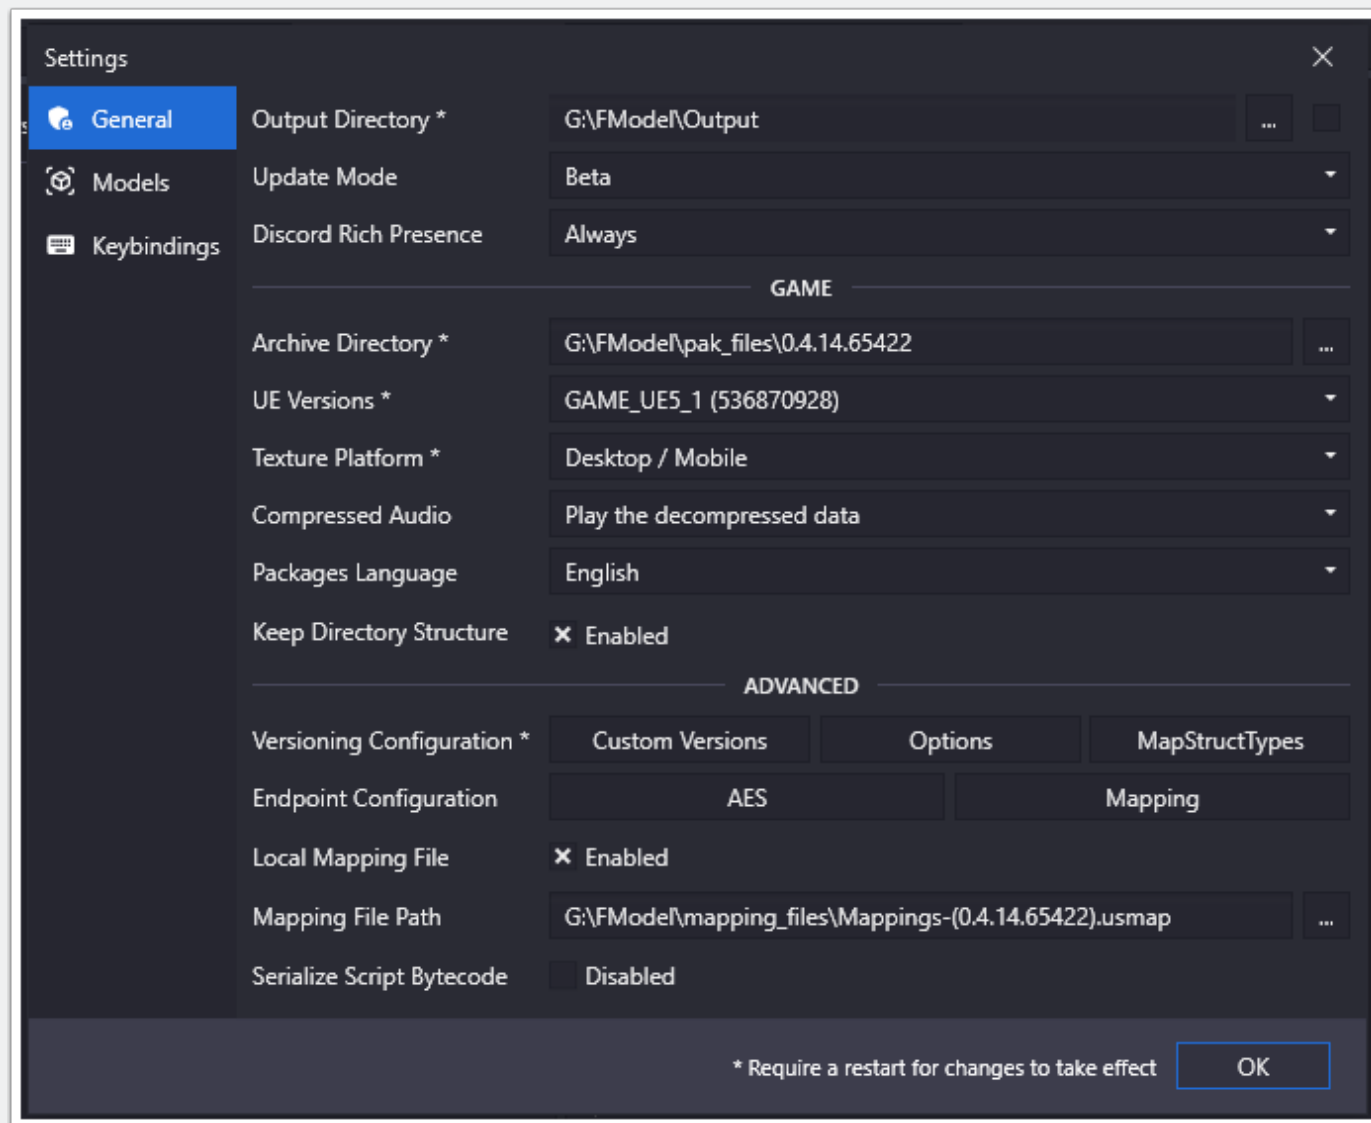 Settings
General
Models
Keybindings
Output Directory * G:\FModel\Output ...
Update Mode Beta
Discord Rich Presence Always
GAME
Archive Directory * G:\FModel\pak_files\0.4.14.65422 ...
UE Versions * GAME_UE5_1 (536870928)
Texture Platform * Desktop / Mobile
Compressed Audio Play the decompressed data
Packages Language English
Keep Directory Structure Enabled
ADVANCED
Versioning Configuration * Custom Versions Options MapStructTypes
Endpoint Configuration AES Mapping
Local Mapping File Enabled
Mapping File Path G:\FModel\mapping_files\Mappings-(0.4.14.65422).usmap ...
Serialize Script Bytecode Disabled
* Require a restart for changes to take effect OK